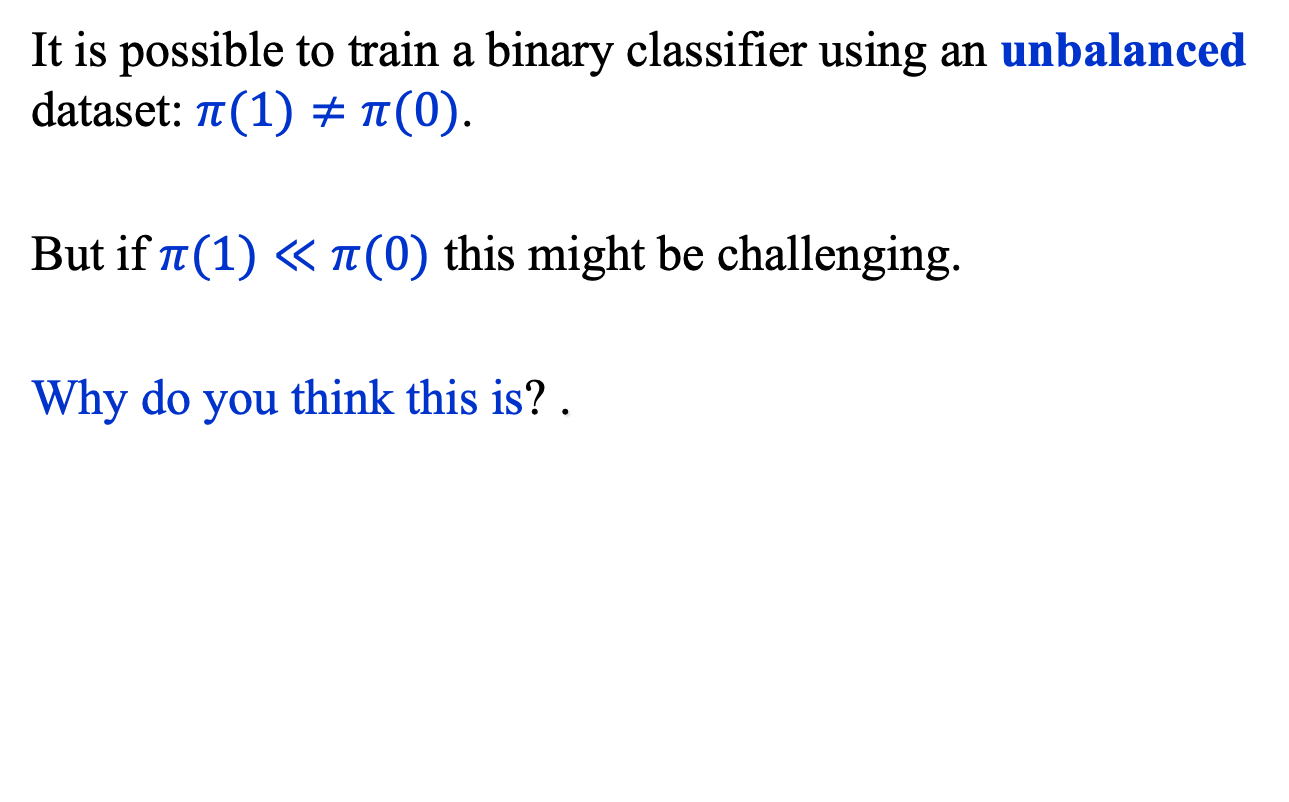 It is possible to train a binary classifier using an unbalanced
dataset: 𝜋(1) ≠ 𝜋(0).
But if 𝜋(1) ≪ 𝜋(0) this might be challenging.
Why do you think this is? .